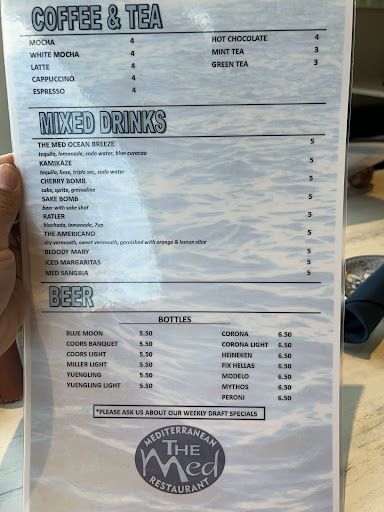 COFFEE & TEA
MOCHA 4 HOT CHOCOLATE 4
WHITE MOCHA 4 MINT TEA 3
LATTE 4 GREEN TEA 3
CAPPUCCINO 4
ESPRESSO 4
MIXED DRINKS
THE MED OCEAN BREEZE 5
tequila, lemonade, soda water, blue curacao
KAMIKAZE 5
tequila, lime, triple sec, soda water
CHERRY BOMB 5
sake, sprite, grenadine
SAKE BOMB 5
beer with sake shot
RATLER 5
hinchada, lemonade, 7up
THE AMERICANO 5
dry vermouth, sweet vermouth, garnished with orange & lemon slice
BLOODY MARY 5
ICED MARGARITAS 5
MED SANGRIA 5
BEER
BOTTLES
BLUE MOON 5.50 CORONA 6.50
COORS BANQUET 5.50 CORONA LIGHT 6.50
COORS LIGHT 5.50 HEINEKEN 6.50
MILLER LIGHT 5.50 FIX HELLAS 6.50
YUENGLING 5.50 MODELO 6.50
YUENGLING LIGHT 5.50 MYTHOS 6.50
PERONI 6.50
*PLEASE ASK US ABOUT OUR WEEKLY DRAFT SPECIALS
MEDITERRANEAN
THE
Med
RESTAURANT